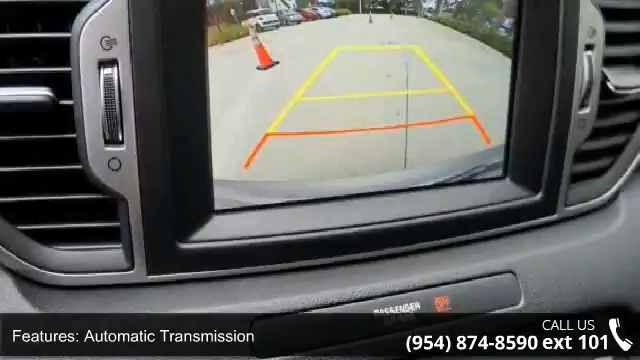 PASSENGER
Features: Automatic Transmission
CALL US
(954) 874-8590 ext 101